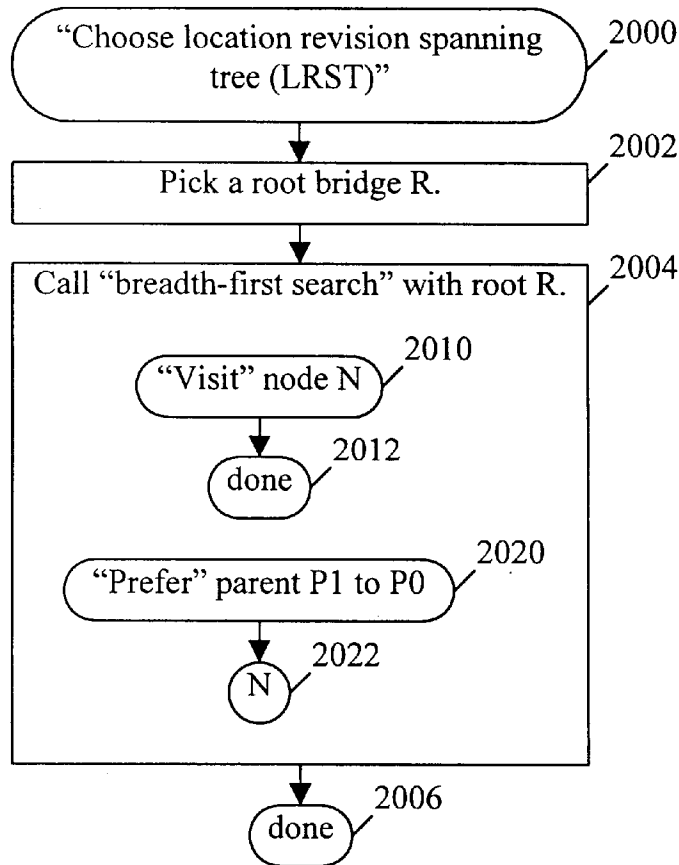 “Choose location revision spanning
tree (LRST)”
2000
2002
Pick a root bridge R.
2004
Call “breadth-first search” with root R.
2010
“Visit” node N
2012
done
2020
“Prefer” parent P1 to P0
2022
N
2006
done